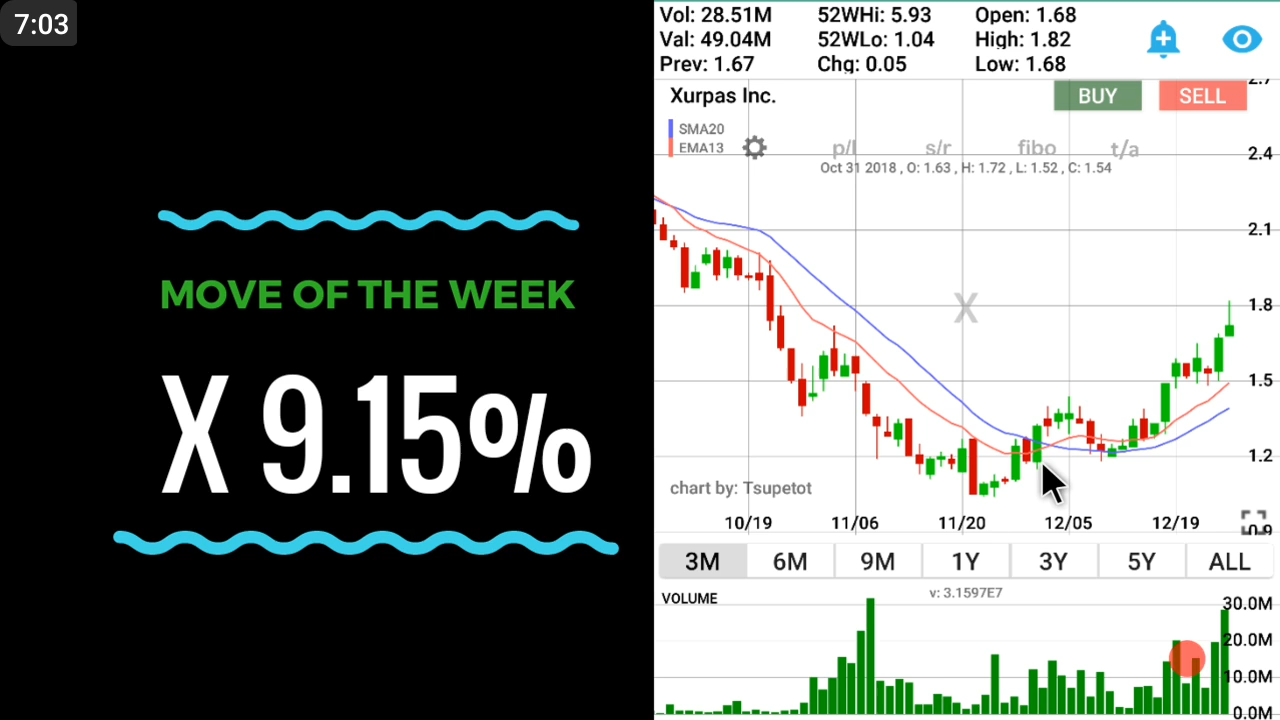 7:03
MOVE OF THE WEEK
X 9.15%
Vol: 28.51M 52WHi: 5.93 Open: 1.68
Val: 49.04M 52WLo: 1.04 High: 1.82
Prev: 1.67 Chg: 0.05 Low: 1.68
Xurpas Inc. BUY SELL
SMA20
EMA13 p/l s/r fibo t/a
Oct 31 2018 , O: 1.63 , H: 1.72 , L: 1.52 , C: 1.54
2.7
2.4
2.1
1.8
1.5
1.2
0.9
X
chart by: Tsupetot
10/19 11/06 11/20 12/05 12/19
3M 6M 9M 1Y 3Y 5Y ALL
VOLUME v: 3.1597E7
30.0M
20.0M
10.0M
0.0M